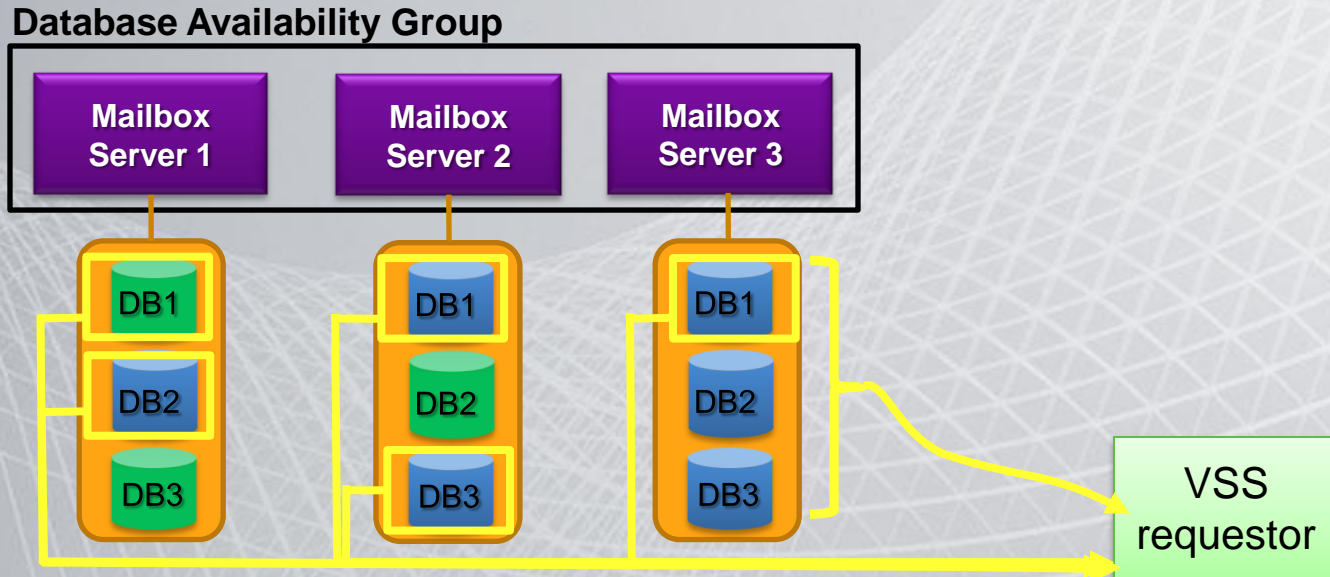 Database Availability Group
Mailbox
Server 1
Mailbox
Server 2
Mailbox
Server 3
DB1
DB1
DB1
DB2
DB2
DB2
DB3
DB3
DB3
VSS
requestor